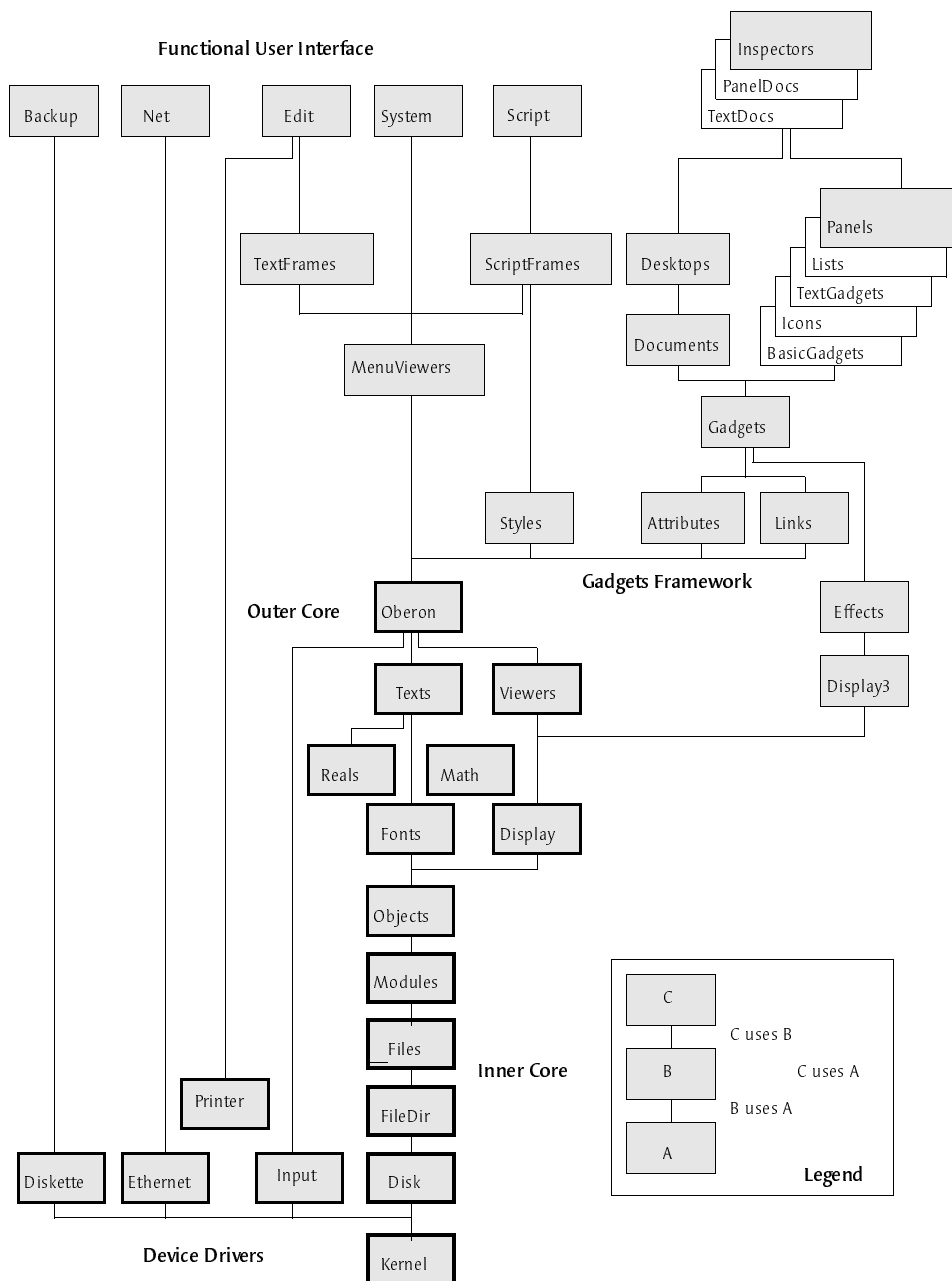 Functional User Interface
Inspectors
PanelDocs
TextDocs
Backup
Net
Edit
System
Script
Panels
Lists
TextGadgets
Icons
BasicGadgets
TextFrames
ScriptFrames
Desktops
Documents
MenuViewers
Gadgets
Styles
Attributes
Links
Gadgets Framework
Outer Core
Oberon
Effects
Texts
Viewers
Display3
Reals
Math
Fonts
Display
Objects
Modules
Files
Inner Core
Printer
FileDir
Diskette
Ethernet
Input
Disk
Device Drivers
Kernel
C
C uses B
B
C uses A
B uses A
A
Legend